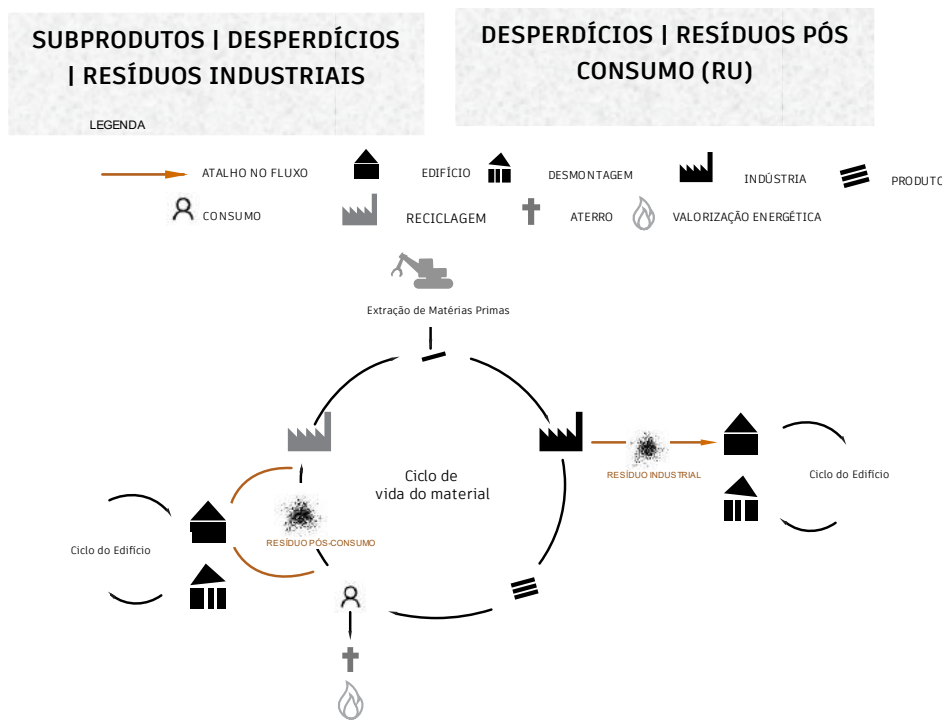 SUBPRODUTOS | DESPERDÍCIOS
| RESÍDUOS INDUSTRIAIS
DESPERDÍCIOS | RESÍDUOS PÓS
CONSUMO (RU)
LEGENDA
ATALHO NO FLUXO
EDIFÍCIO
DESMONTAGEM
INDÚSTRIA
PRODUTO
CONSUMO
RECICLAGEM
ATERRO
VALORIZAÇÃO ENERGÉTICA
Extração de Matérias Primas
Ciclo de
vida do material
RESÍDUO INDUSTRIAL
Ciclo do Edifício
RESÍDUO PÓS-CONSUMO
Ciclo do Edifício